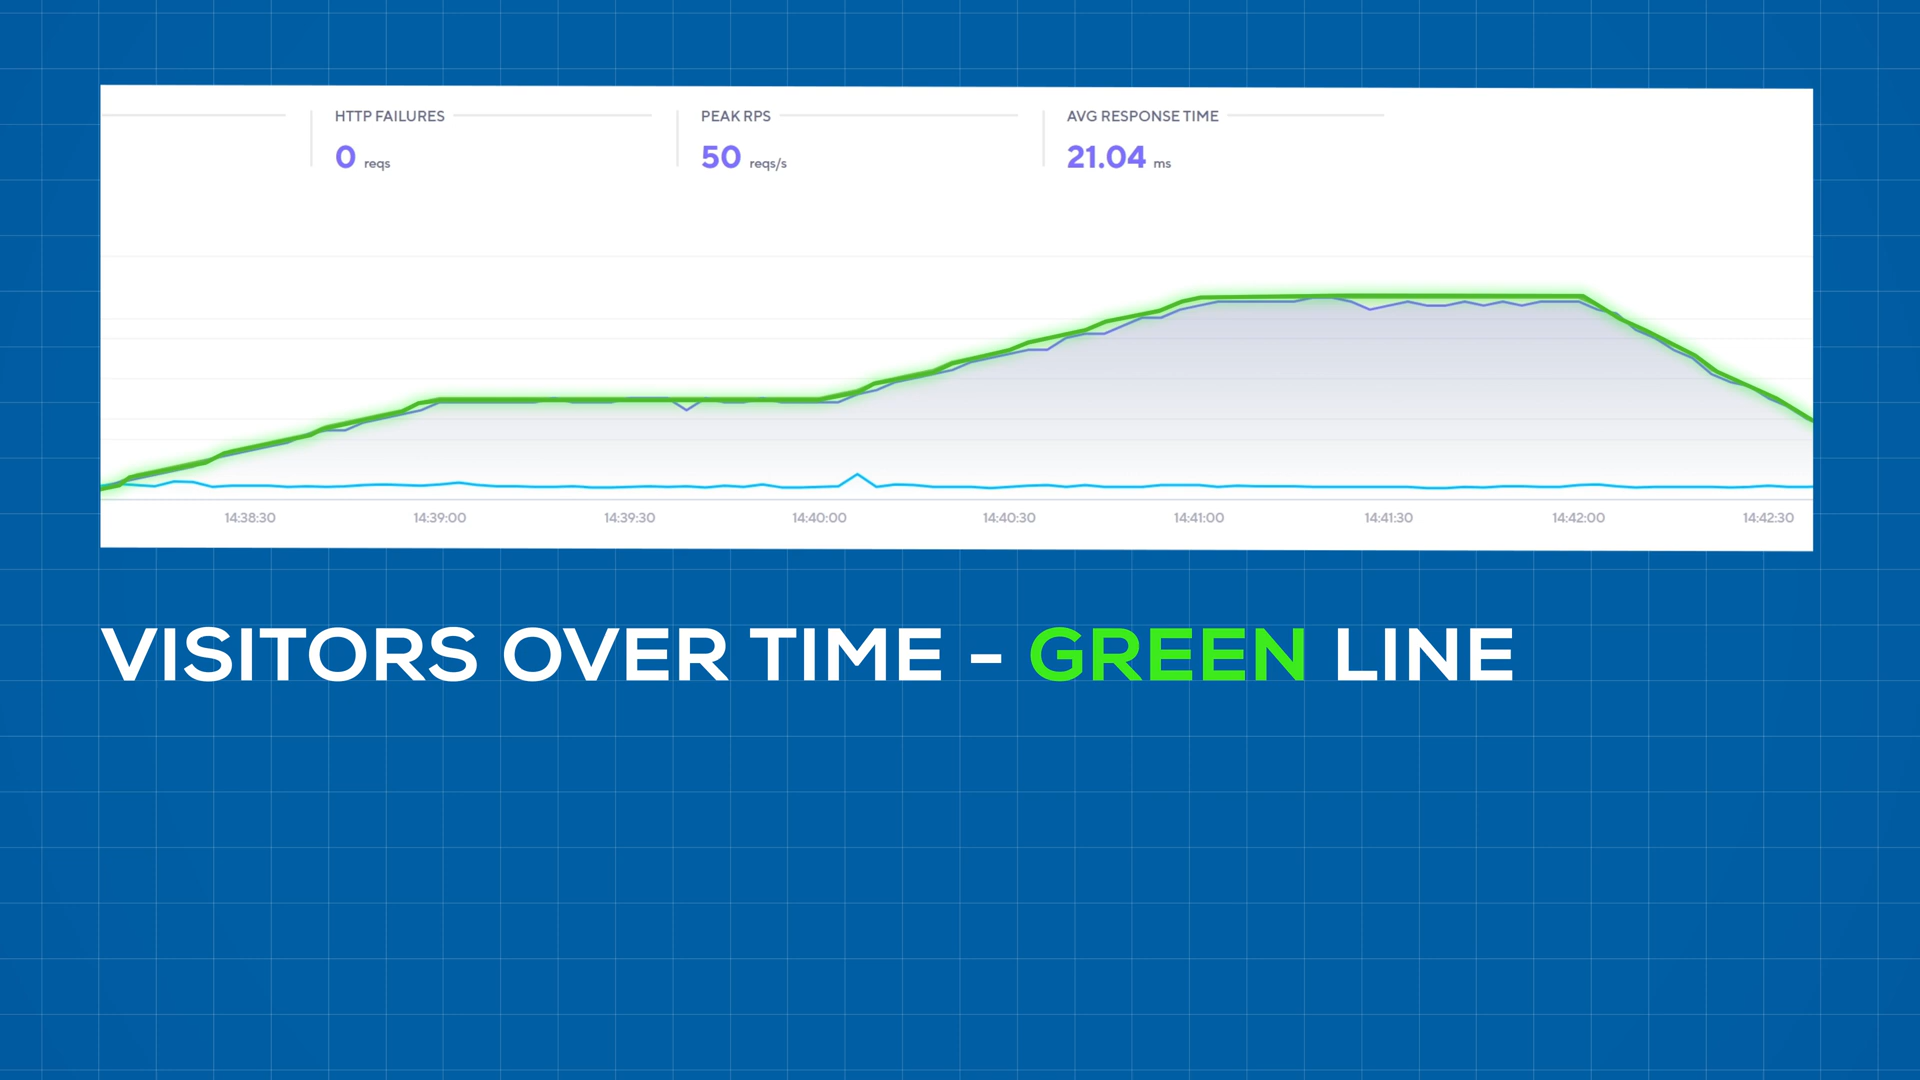 HTTP FAILURES PEAK RPS AVG RESPONSE TIME
0 reqs 50 reqs/s 21.04 ms
14:38:30 14:39:00 14:39:30 14:40:00 14:40:30 14:41:00 14:41:30 14:42:00 14:42:30
VISITORS OVER TIME - GREEN LINE